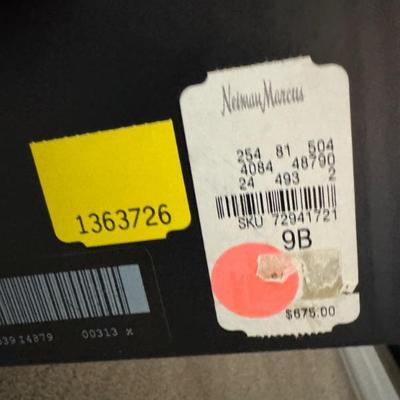 Neiman Marcus
254 81 504
4084 48790
24 493 2
SKU 72941721
9B
$675.00
1363726
00313 x